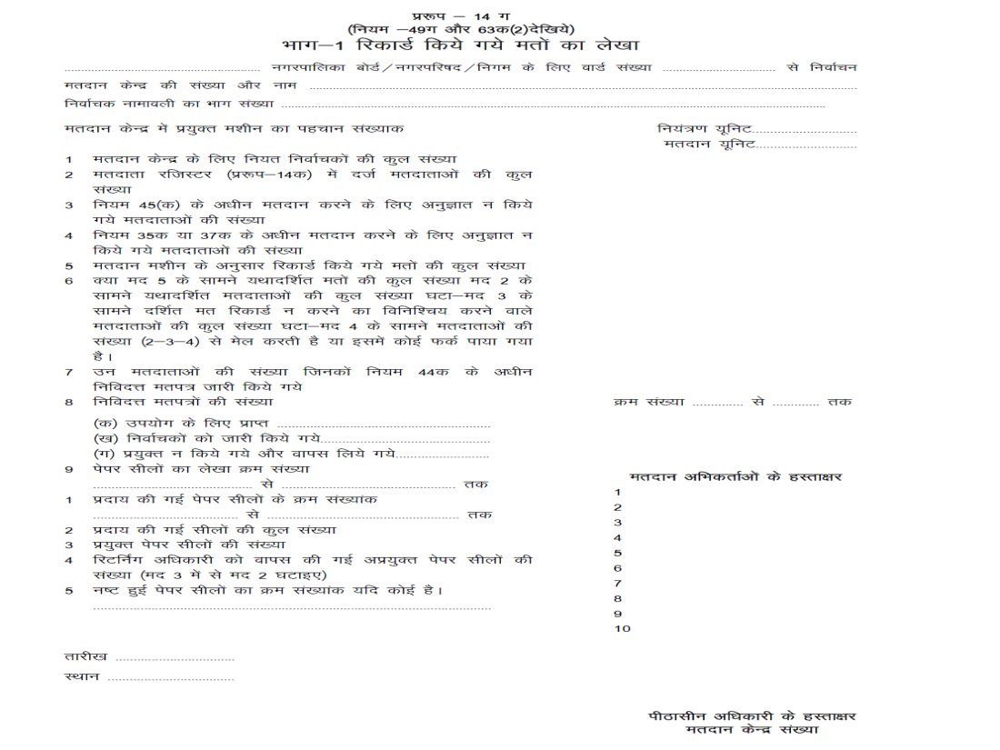 प्ररूप – 14 ग
(नियम –49ग और 63क(2)देखिये)
भाग–1 रिकार्ड किये गये मतों का लेखा
........................................ नगरपालिका बोर्ड/नगरपरिषद/निगम के लिए वार्ड संख्या ........................ से निर्वाचन
मतदान केन्द्र की संख्या और नाम ........................................
निर्वाचक नामावली का भाग संख्या ........................................
मतदान केन्द्र में प्रयुक्त मशीन का पहचान संख्याक नियंत्रण यूनिट........................
मतदान यूनिट........................
1 मतदान केन्द्र के लिए नियत निर्वाचकों की कुल संख्या
2 मतदाता रजिस्टर (प्ररूप–14क) में दर्ज मतदाताओं की कुल
संख्या
3 नियम 45(क) के अधीन मतदान करने के लिए अनुज्ञात न किये
गये मतदाताओं की संख्या
4 नियम 35क या 37क के अधीन मतदान करने के लिए अनुज्ञात न
किये गये मतदाताओं की संख्या
5 मतदान मशीन के अनुसार रिकार्ड किये गये मतों की कुल संख्या
6 क्या मद 5 के सामने यथादर्शित मतों की कुल संख्या मद 2 के
सामने यथादर्शित मतदाताओं की कुल संख्या घटा–मद 3 के
सामने दर्शित मत रिकार्ड न करने का विनिश्चिय करने वाले
मतदाताओं की कुल संख्या घटा–मद 4 के सामने मतदाताओं की
संख्या (2–3–4) से मेल करती है या इसमें कोई फर्क पाया गया
है।
7 उन मतदाताओं की संख्या जिनकों नियम 44क के अधीन
निविदत्त मतपत्र जारी किये गये
8 निविदत्त मतपत्रों की संख्या क्रम संख्या ............ से ............ तक
(क) उपयोग के लिए प्राप्त ........................................
(ख) निर्वाचकों को जारी किये गये........................................
(ग) प्रयुक्त न किये गये और वापस लिये गये........................
9 पेपर सीलों का लेखा क्रम संख्या
........................................ से ........................................ तक
1 प्रदाय की गई पेपर सीलों के क्रम संख्यांक
................................ से ........................................ तक
2 प्रदाय की गई सीलों की कुल संख्या
3 प्रयुक्त पेपर सीलों की संख्या
4 रिटर्निंग अधिकारी को वापस की गई अप्रयुक्त पेपर सीलों की
संख्या (मद 3 में से मद 2 घटाइए)
5 नष्ट हुई पेपर सीलों का क्रम संख्यांक यदि कोई है।
........................................
मतदान अभिकर्ताओं के हस्ताक्षर
1
2
3
4
5
6
7
8
9
10
तारीख ............................
स्थान ............................
पीठासीन अधिकारी के हस्ताक्षर
मतदान केन्द्र संख्या